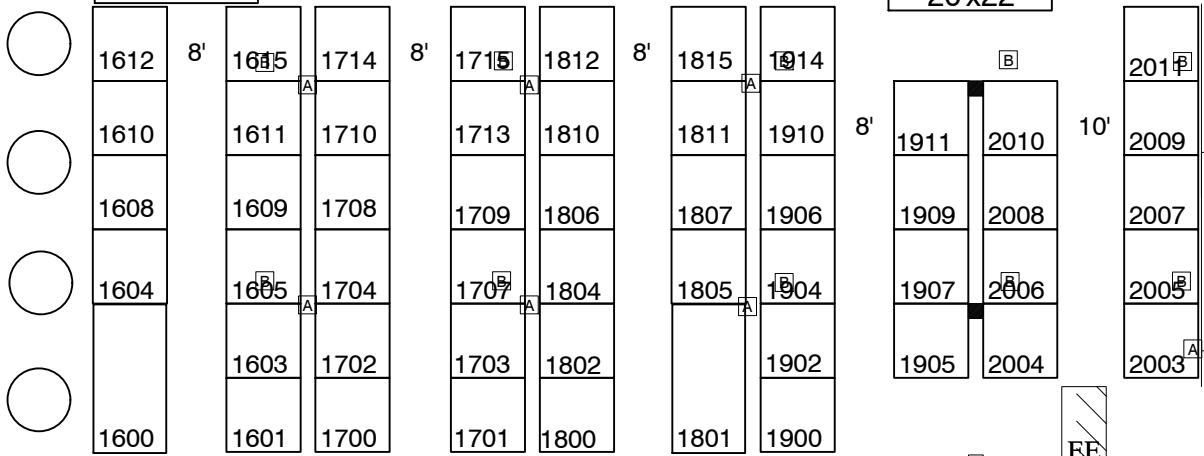 20'x22'
1612 8' 1615 B 1714 8' 1715 B 1812 8' 1815 B 1914 B 2011 B
A A A
1610 1611 1710 1713 1810 1811 1910 8' 1911 2010 10' 2009
1608 1609 1708 1709 1806 1807 1906 1909 2008 2007
1604 1605 B 1704 1707 B 1804 1805 B 1904 1907 B 2006 2005 B
A A A
1603 1702 1703 1802 1902 1905 2004 2003 A
1600 1601 1700 1701 1800 1801 1900 EE